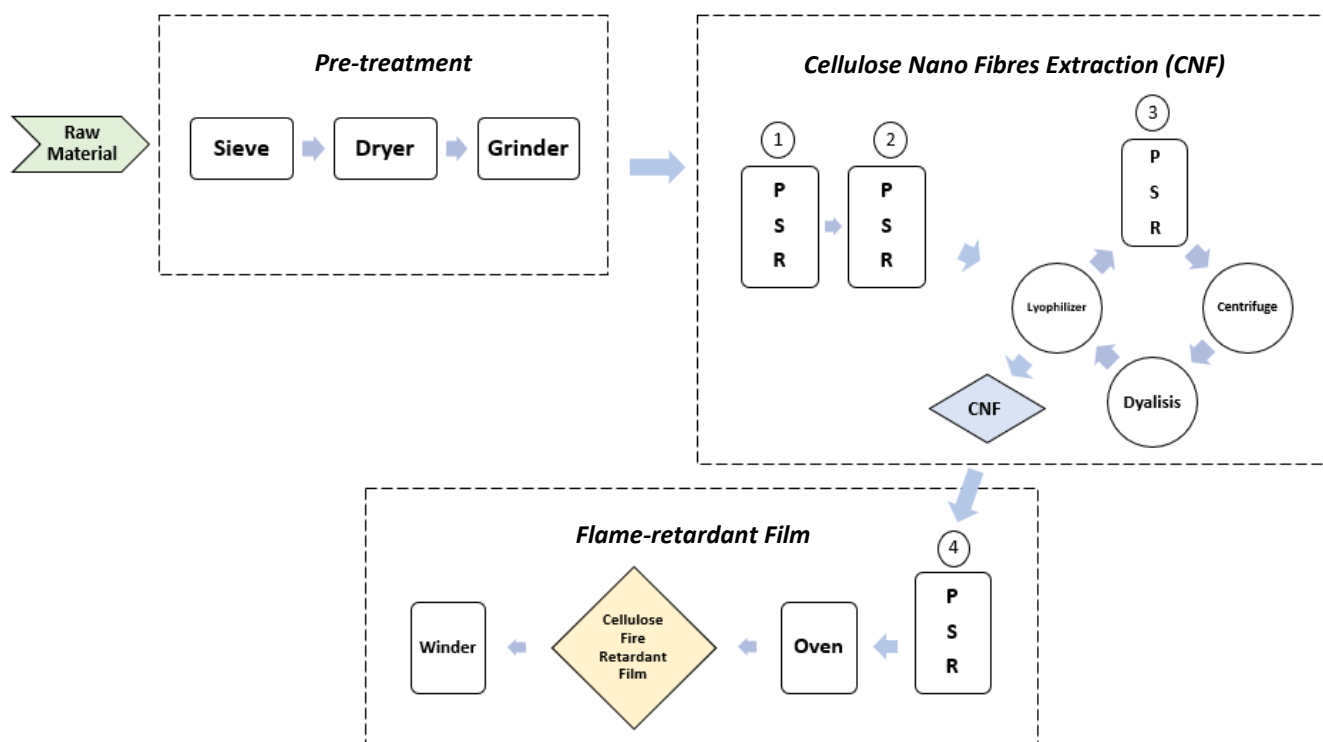 Pre-treatment
Raw
Material
Sieve
Dryer
Grinder
Cellulose Nano Fibres Extraction (CNF)
1
P
S
R
2
P
S
R
3
P
S
R
Lyophilizer
Centrifuge
Dyalisis
CNF
Flame-retardant Film
4
P
S
R
Oven
Cellulose
Fire
Retardant
Film
Winder